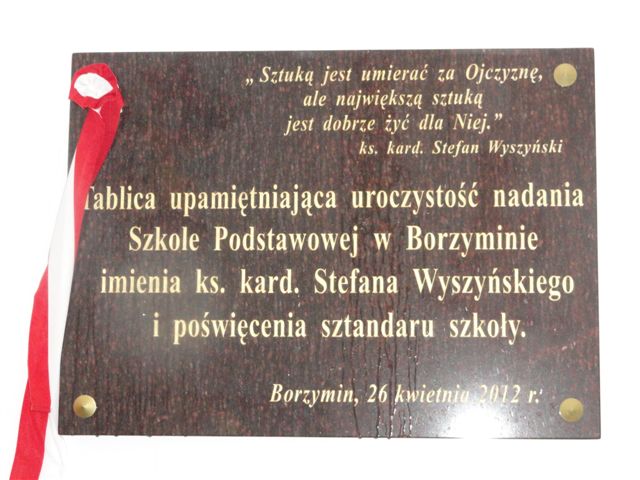 „Sztuką jest umierać za Ojczyznę,
ale największą sztuką
jest dobrze żyć dla Niej.”
ks. kard. Stefan Wyszyński
Tablica upamiętniająca uroczystość nadania
Szkole Podstawowej w Borzyminie
imienia ks. kard. Stefana Wyszyńskiego
i poświęcenia sztandaru szkoły.
Borzymin, 26 kwietnia 2012 r.